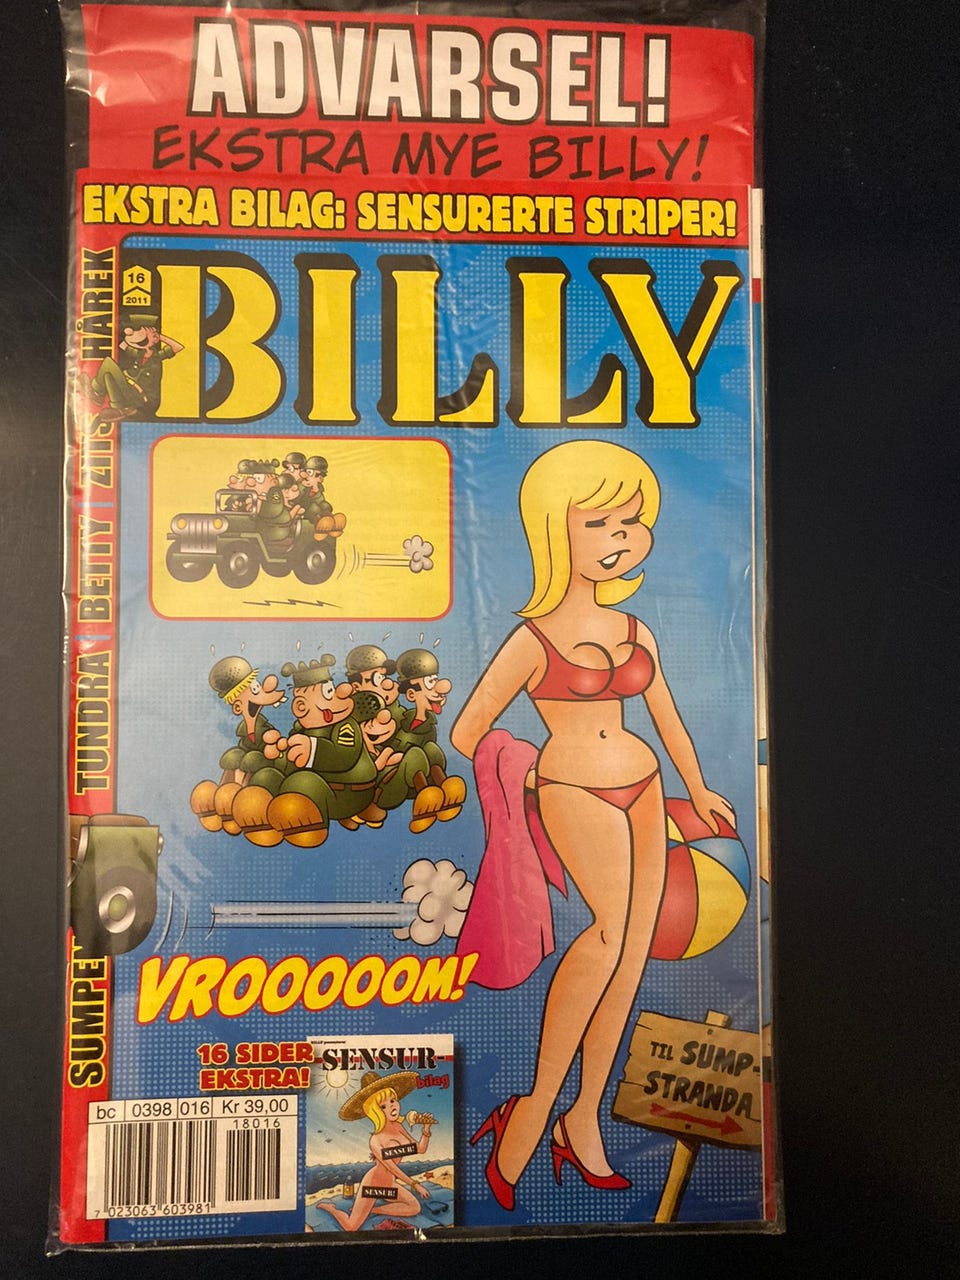 ADVARSEL!
EKSTRA MYE BILLY!
EKSTRA BILAG: SENSURERTE STRIPER!
16
2011
BILLY
SUMPEN TUNDRA | BETTY | ZITS HÅREK
VROOOOOM!
16 SIDER
EKSTRA!
SENSUR-
bilag
SENSUR!
SENSUR!
TIL SUMP-
STRANDA
bc 0398 016 Kr 39,00
18016
7 023063 603981